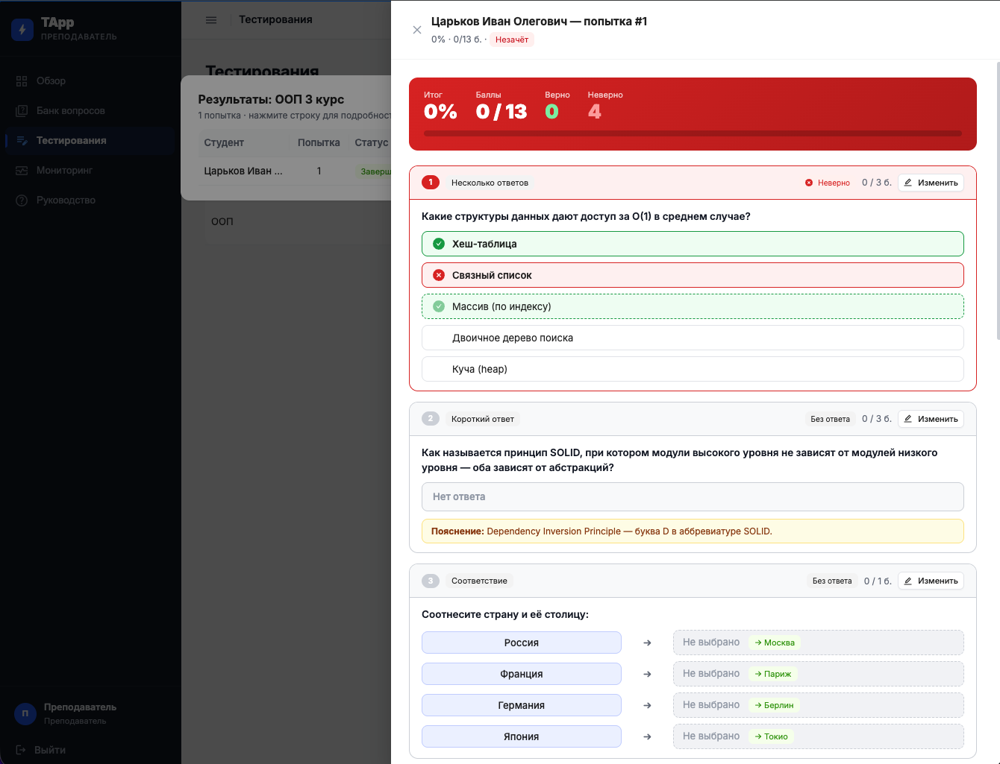 TApp
ПРЕПОДАВАТЕЛЬ
Обзор
Банк вопросов
Тестирования
Мониторинг
Руководство
П
Преподаватель
Преподаватель
Выйти
Тестирования
Тестирования
Результаты: ООП 3 курс
1 попытка · нажмите строку для подробност
Студент Попытка Статус
Царьков Иван ... 1 Заверш
ООП
Царьков Иван Олегович — попытка #1
0% · 0/13 б. · Незачёт
Итог Баллы Верно Неверно
0% 0 / 13 0 4
1 Несколько ответов Неверно 0 / 3 б. Изменить
Какие структуры данных дают доступ за O(1) в среднем случае?
Хеш-таблица
Связный список
Массив (по индексу)
Двоичное дерево поиска
Куча (heap)
2 Короткий ответ Без ответа 0 / 3 б. Изменить
Как называется принцип SOLID, при котором модули высокого уровня не зависят от модулей низкого
уровня — оба зависят от абстракций?
Нет ответа
Пояснение: Dependency Inversion Principle — буква D в аббревиатуре SOLID.
3 Соответствие Без ответа 0 / 1 б. Изменить
Соотнесите страну и её столицу:
Россия → Не выбрано → Москва
Франция → Не выбрано → Париж
Германия → Не выбрано → Берлин
Япония → Не выбрано → Токио